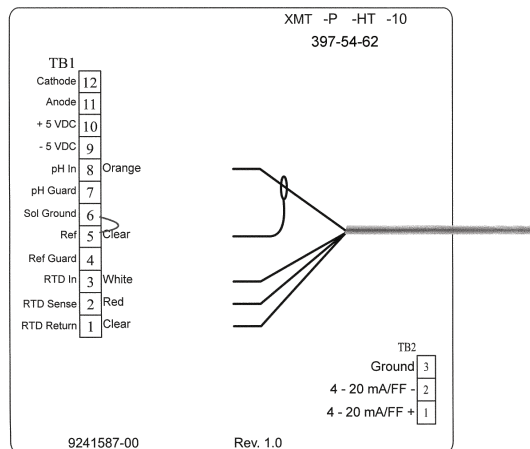 XMT -P -HT -10
397-54-62
TB1
Cathode 12
Anode 11
+ 5 VDC 10
- 5 VDC 9
pH In 8 Orange
pH Guard 7
Sol Ground 6
Ref 5 Clear
Ref Guard 4
RTD In 3 White
RTD Sense 2 Red
RTD Return 1 Clear
TB2
Ground 3
4 - 20 mA/FF - 2
4 - 20 mA/FF + 1
9241587-00 Rev. 1.0